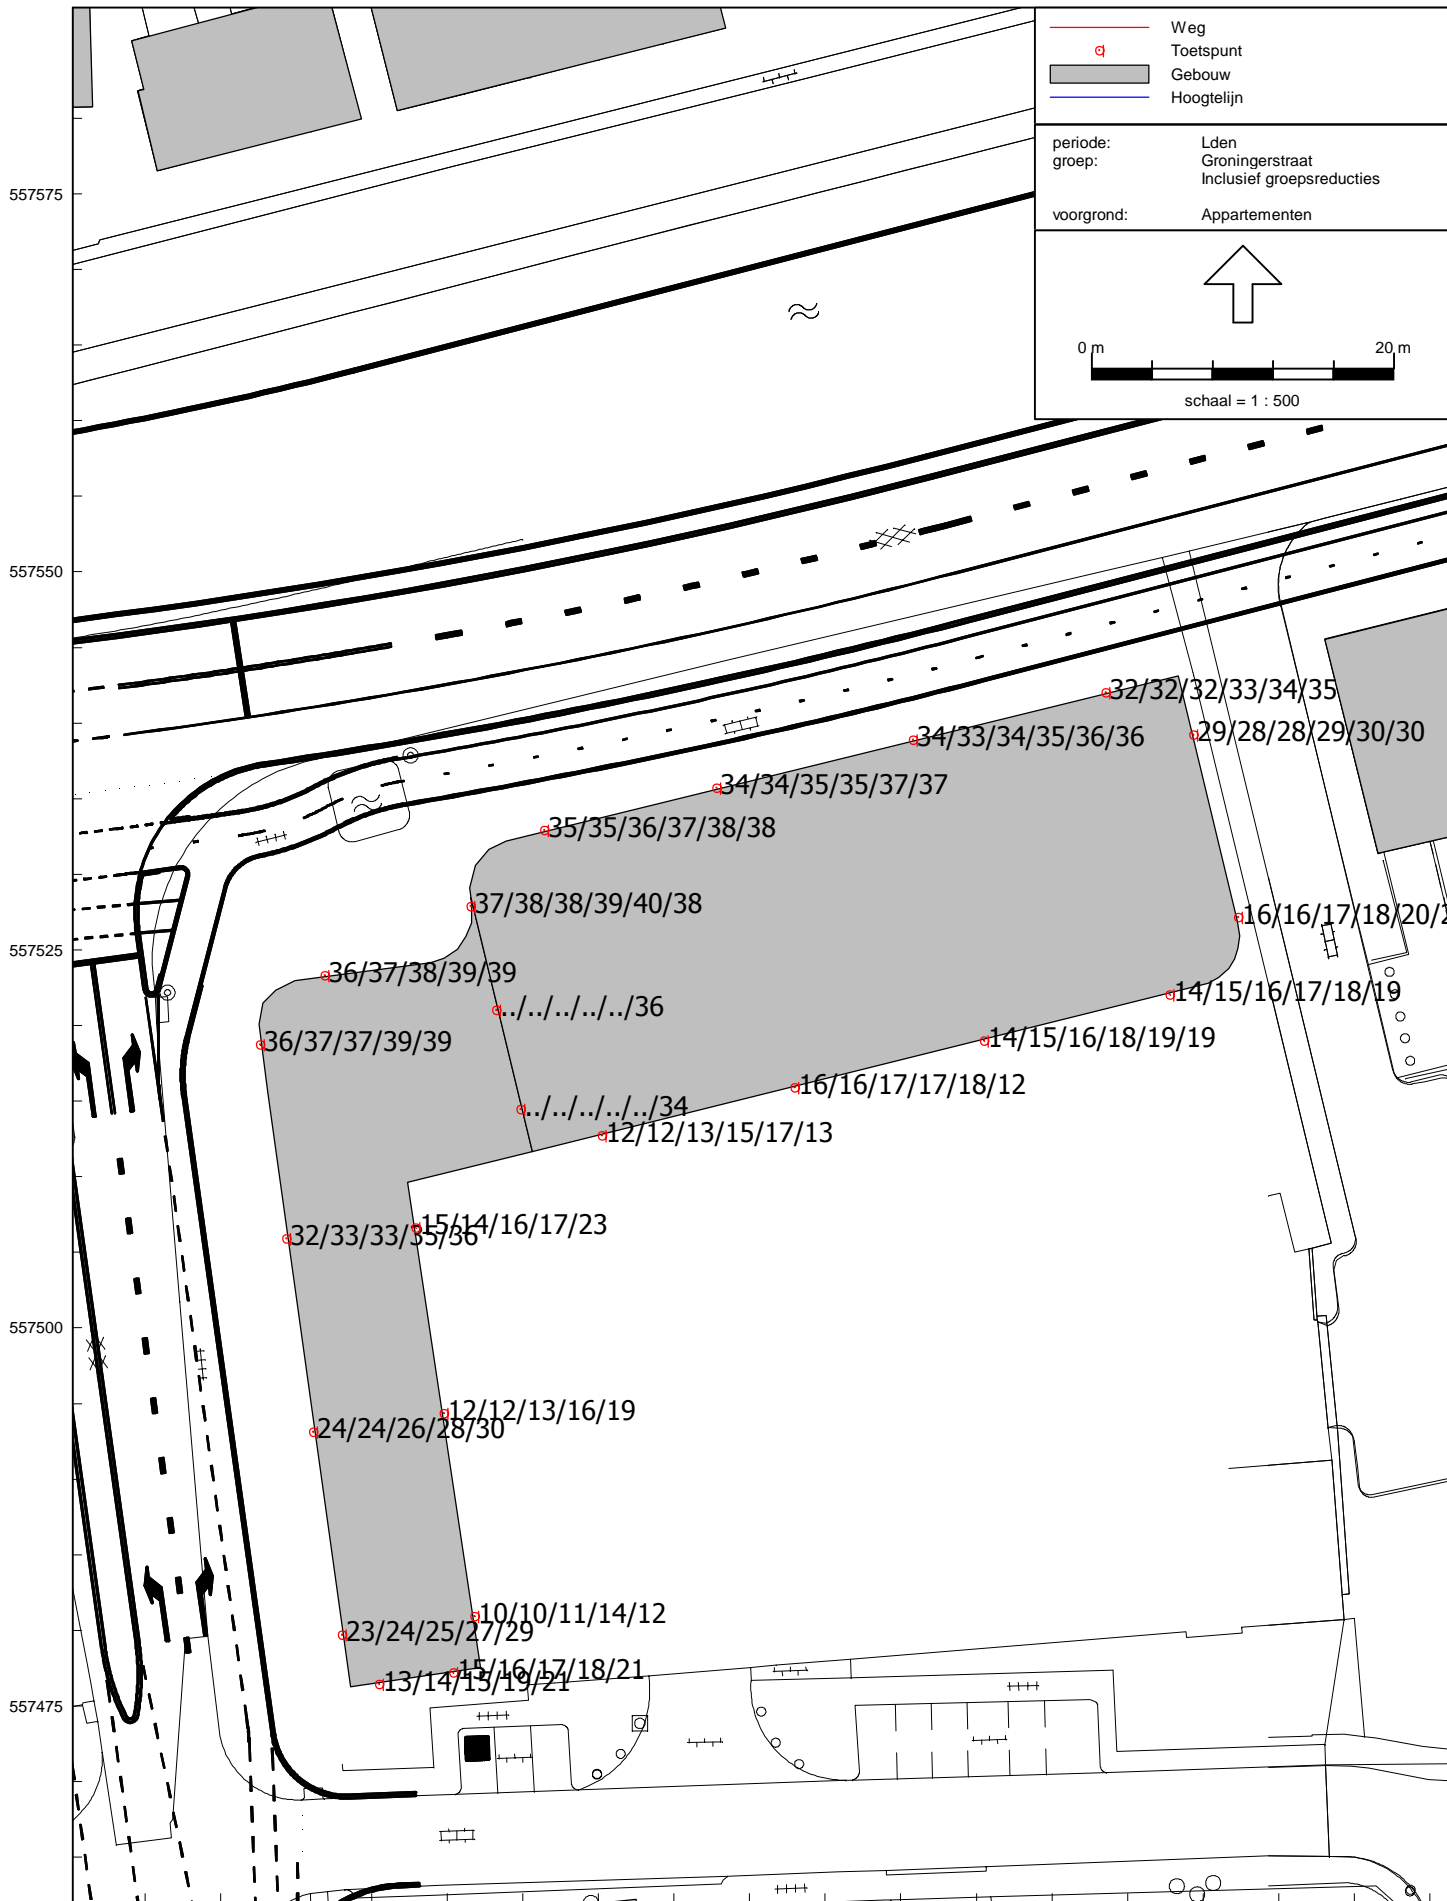 Weg
Toetspunt
Gebouw
Hoogtelijn
periode: Lden
groep: Groningerstraat
Inclusief groepsreducties
voorgrond: Appartementen
0 m 20 m
schaal = 1 : 500
557575
557550
557525
557500
557475
32/32/32/33/34/35
29/28/28/29/30/30
34/33/34/35/36/36
34/34/35/35/37/37
35/35/36/37/38/38
37/38/38/39/40/38
16/16/17/18/20/2
36/37/38/39/39
14/15/16/17/18/19
../../../../../36
36/37/37/39/39
14/15/16/18/19/19
16/16/17/17/18/12
../../../../../34
12/12/13/15/17/13
15/14/16/17/23
32/33/33/35/36
12/12/13/16/19
24/24/26/28/30
10/10/11/14/12
23/24/25/27/29
15/16/17/18/21
13/14/15/19/21